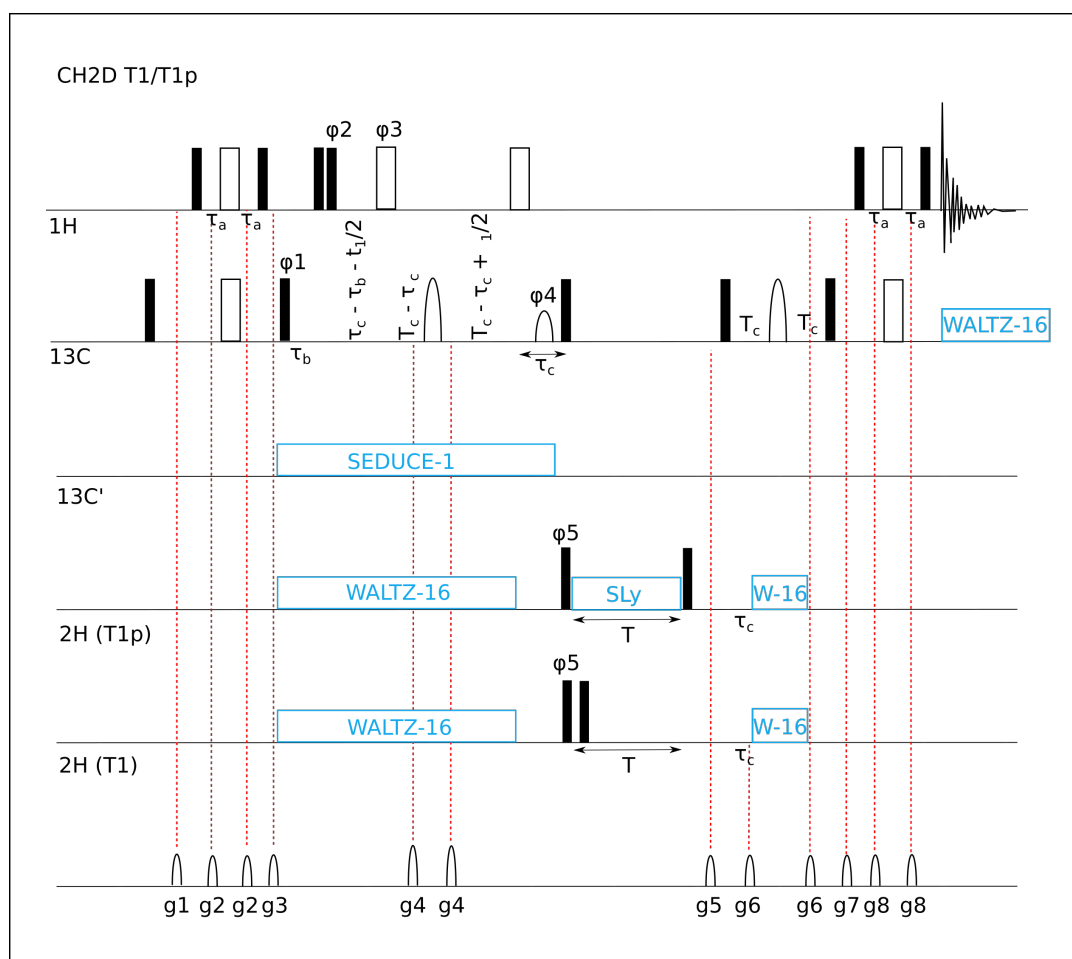 CH2D T1/T1p
φ2 φ3
1H
τa τa
τa τa
φ1
τb
τc - τb - t1/2
Tc - τc
Tc - τc + 1/2
φ4
τc
Tc Tc
WALTZ-16
13C
SEDUCE-1
13C'
φ5
WALTZ-16 SLy W-16
T τc
2H (T1p)
φ5
WALTZ-16 W-16
T τc
2H (T1)
g1 g2 g2 g3 g4 g4 g5 g6 g6 g7 g8 g8